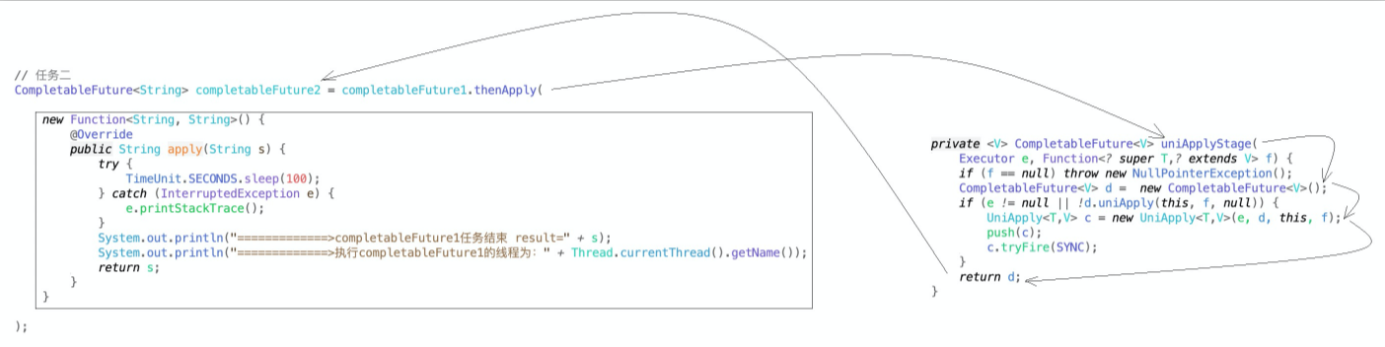 // 任务二
CompletableFuture<String> completableFuture2 = completableFuture1.thenApply(
new Function<String, String>() {
@Override
public String apply(String s) {
try {
TimeUnit.SECONDS.sleep(100);
} catch (InterruptedException e) {
e.printStackTrace();
}
System.out.println("=============>completableFuture1任务结束 result=" + s);
System.out.println("=============>执行completableFuture1的线程为：" + Thread.currentThread().getName());
return s;
}
}
);
private <V> CompletableFuture<V> uniApplyStage(
Executor e, Function<? super T,? extends V> f) {
if (f == null) throw new NullPointerException();
CompletableFuture<V> d =  new CompletableFuture<V>();
if (e != null || !d.uniApply(this, f, null)) {
UniApply<T,V> c = new UniApply<T,V>(e, d, this, f);
push(c);
c.tryFire(SYNC);
}
return d;
}